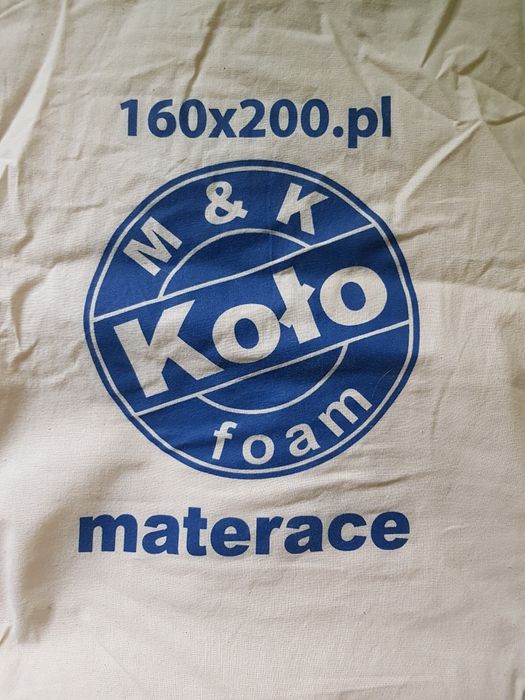 160x200.pl
M & K
Koło
foam
materace